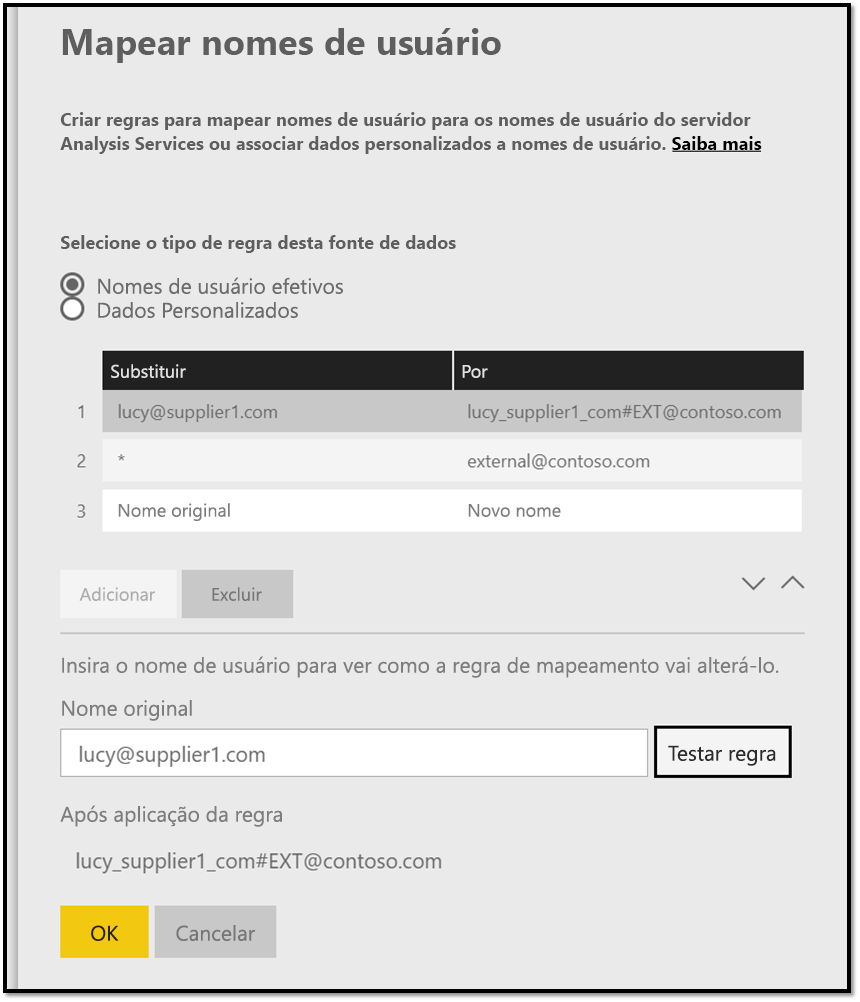 Mapear nomes de usuário
Criar regras para mapear nomes de usuário para os nomes de usuário do servidor
Analysis Services ou associar dados personalizados a nomes de usuário. Saiba mais
Selecione o tipo de regra desta fonte de dados
Nomes de usuário efetivos
Dados Personalizados
Substituir Por
1 lucy@supplier1.com lucy_supplier1_com#EXT@contoso.com
2 * external@contoso.com
3 Nome original Novo nome
Adicionar Excluir
Insira o nome de usuário para ver como a regra de mapeamento vai alterá-lo.
Nome original
lucy@supplier1.com Testar regra
Após aplicação da regra
lucy_supplier1_com#EXT@contoso.com
OK Cancelar